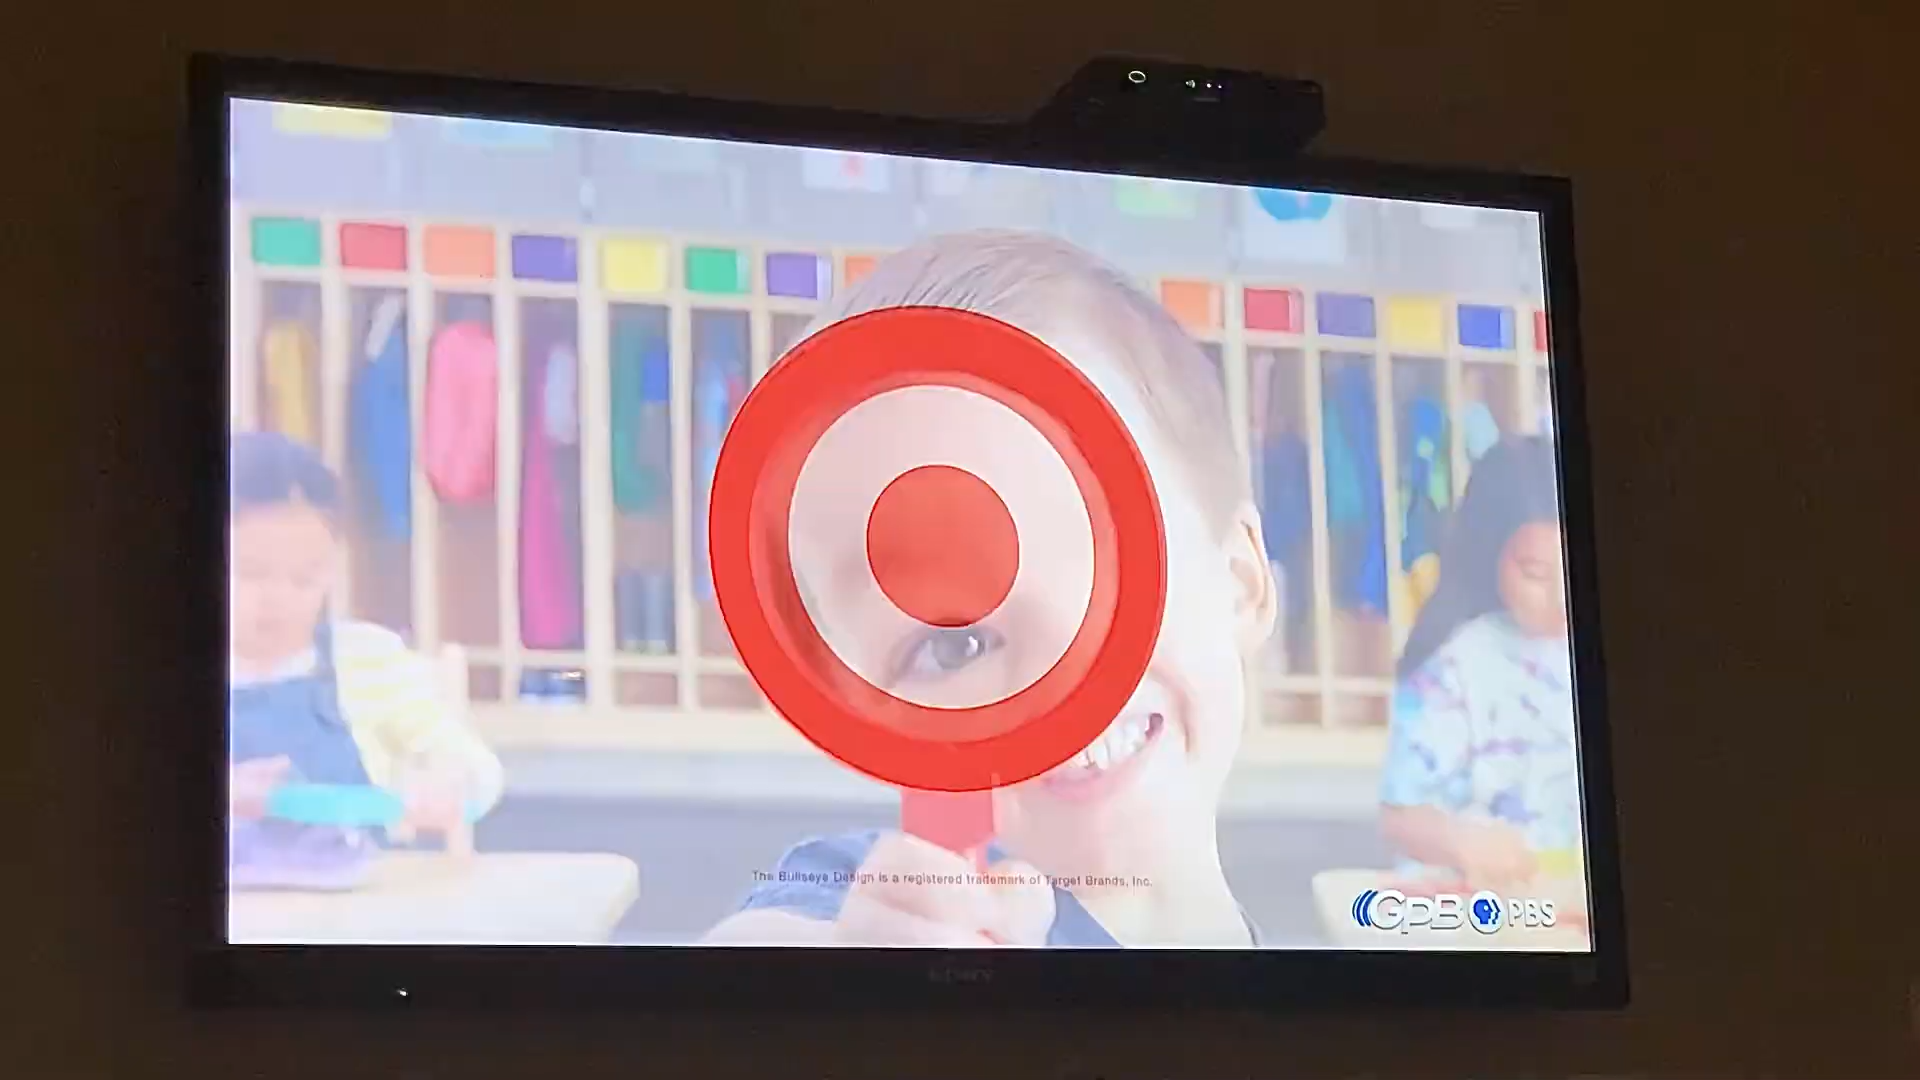 The Bullseye Design is a registered trademark of Target Brands, Inc.
GPB PBS